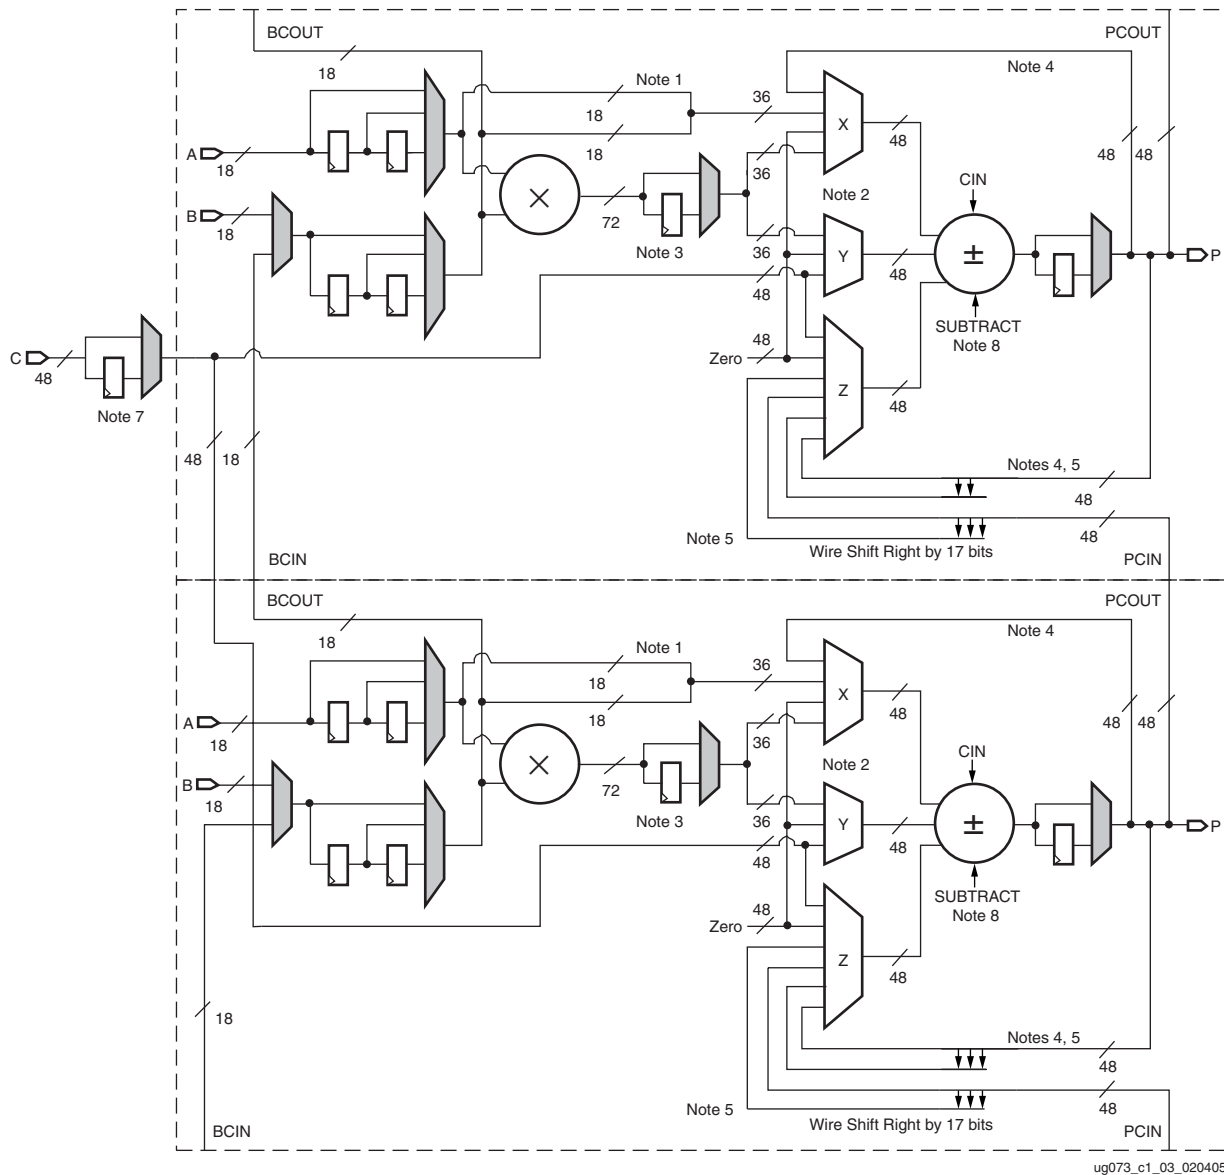 BCOUT
PCOUT
18
Note 1
Note 4
36
18
X
48
A
18
18
48
48
36
CIN
Note 2
B
18
×
72
36
Y
48
±
P
Note 3
48
SUBTRACT
Note 8
C
48
Zero
48
Z
48
Note 7
48
18
Notes 4, 5
48
Note 5
48
Wire Shift Right by 17 bits
BCIN
PCIN
BCOUT
PCOUT
18
Note 1
Note 4
36
18
X
48
A
18
18
48
48
36
CIN
Note 2
B
18
×
72
36
Y
48
±
P
Note 3
48
SUBTRACT
Note 8
Zero
48
Z
48
18
Notes 4, 5
48
Note 5
48
Wire Shift Right by 17 bits
BCIN
PCIN
ug073_c1_03_020405